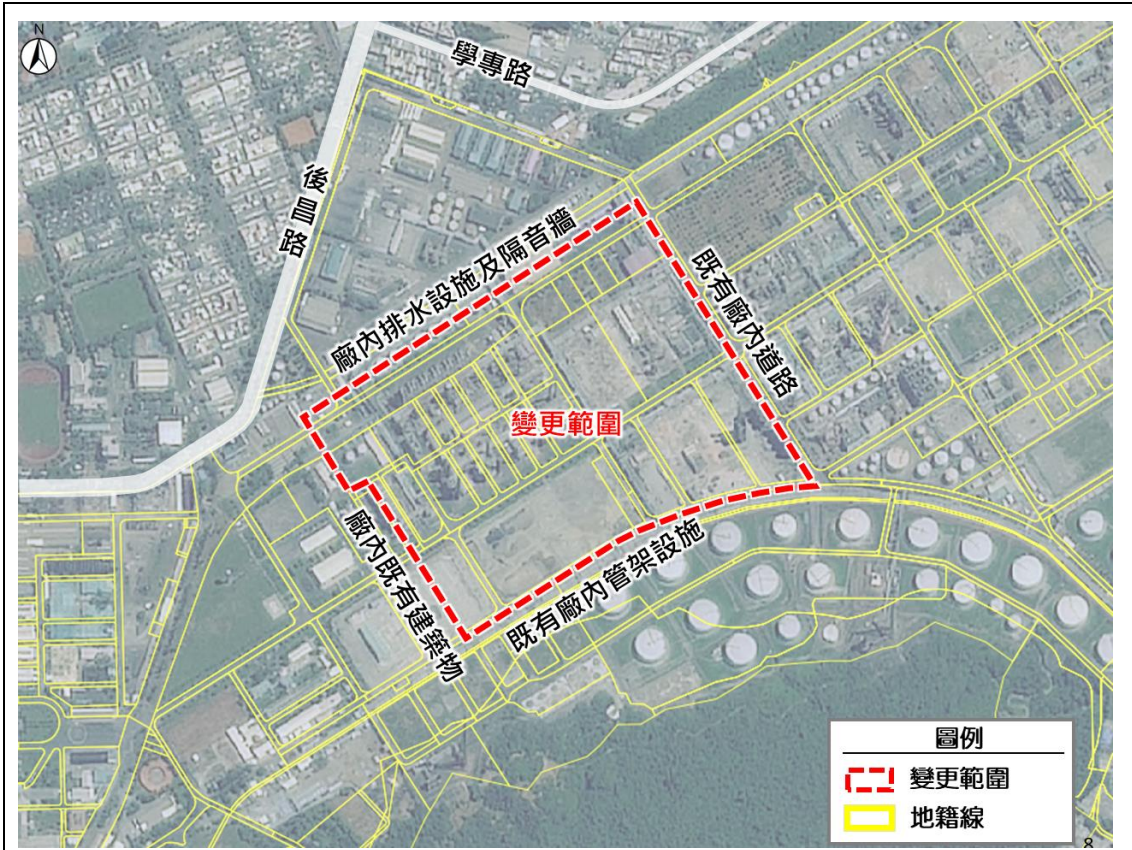 N
學專路
後昌路
廠內排水設施及隔音牆
既有廠內道路
變更範圍
廠內既有建築物
既有廠內管架設施
圖例
變更範圍
地籍線
8